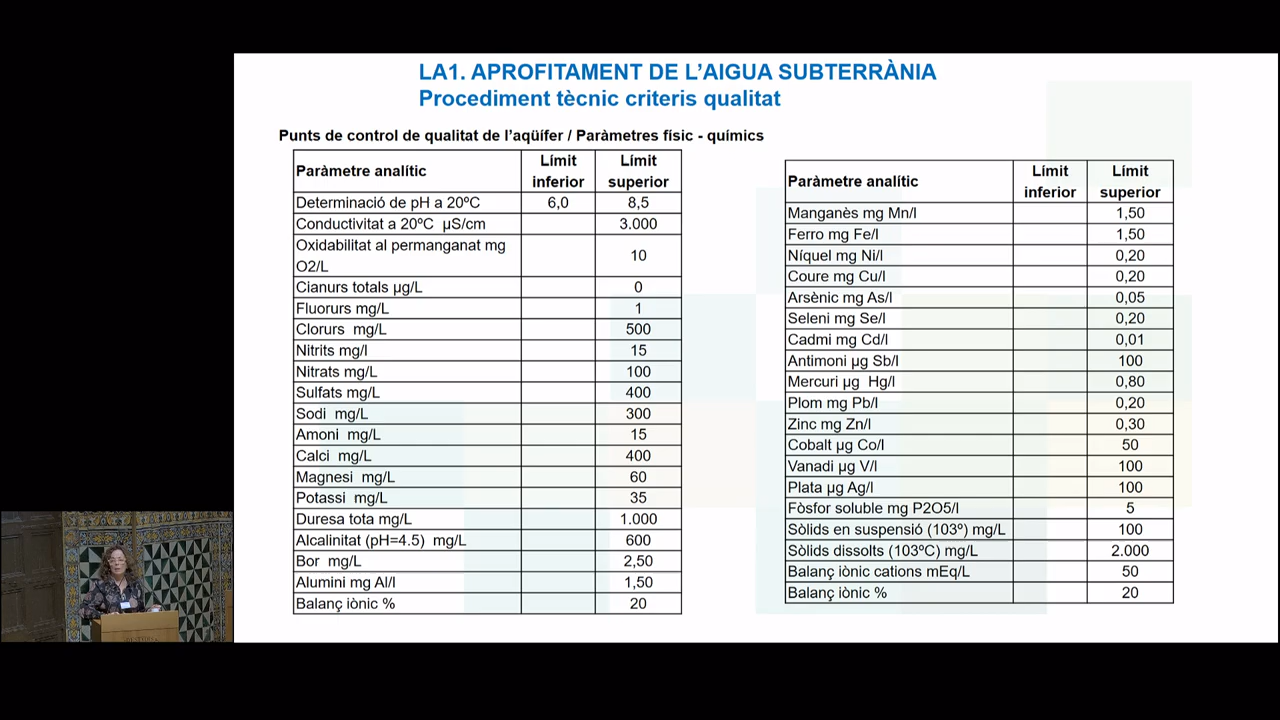 LA1. APROFITAMENT DE L’AIGUA SUBTERRÀNIA
Procediment tècnic criteris qualitat
Punts de control de qualitat de l’aqüífer / Paràmetres físic - químics
Paràmetre analític Límit inferior Límit superior
Determinació de pH a 20ºC 6,0 8,5
Conductivitat a 20ºC µS/cm 3.000
Oxidabilitat al permanganat mg
O2/L 10
Cianurs totals µg/L 0
Fluorurs mg/L 1
Clorurs mg/L 500
Nitrits mg/l 15
Nitrats mg/L 100
Sulfats mg/L 400
Sodi mg/L 300
Amoni mg/L 15
Calci mg/L 400
Magnesi mg/L 60
Potassi mg/L 35
Duresa tota mg/L 1.000
Alcalinitat (pH=4.5) mg/L 600
Bor mg/L 2,50
Alumini mg Al/l 1,50
Balanç iònic % 20
Paràmetre analític Límit inferior Límit superior
Manganès mg Mn/l 1,50
Ferro mg Fe/l 1,50
Níquel mg Ni/l 0,20
Coure mg Cu/l 0,20
Arsènic mg As/l 0,05
Seleni mg Se/l 0,20
Cadmi mg Cd/l 0,01
Antimoni µg Sb/l 100
Mercuri µg Hg/l 0,80
Plom mg Pb/l 0,20
Zinc mg Zn/l 0,30
Cobalt µg Co/l 50
Vanadi µg V/l 100
Plata µg Ag/l 100
Fòsfor soluble mg P2O5/l 5
Sòlids en suspensió (103º) mg/L 100
Sòlids dissolts (103ºC) mg/L 2.000
Balanç iònic cations mEq/L 50
Balanç iònic % 20